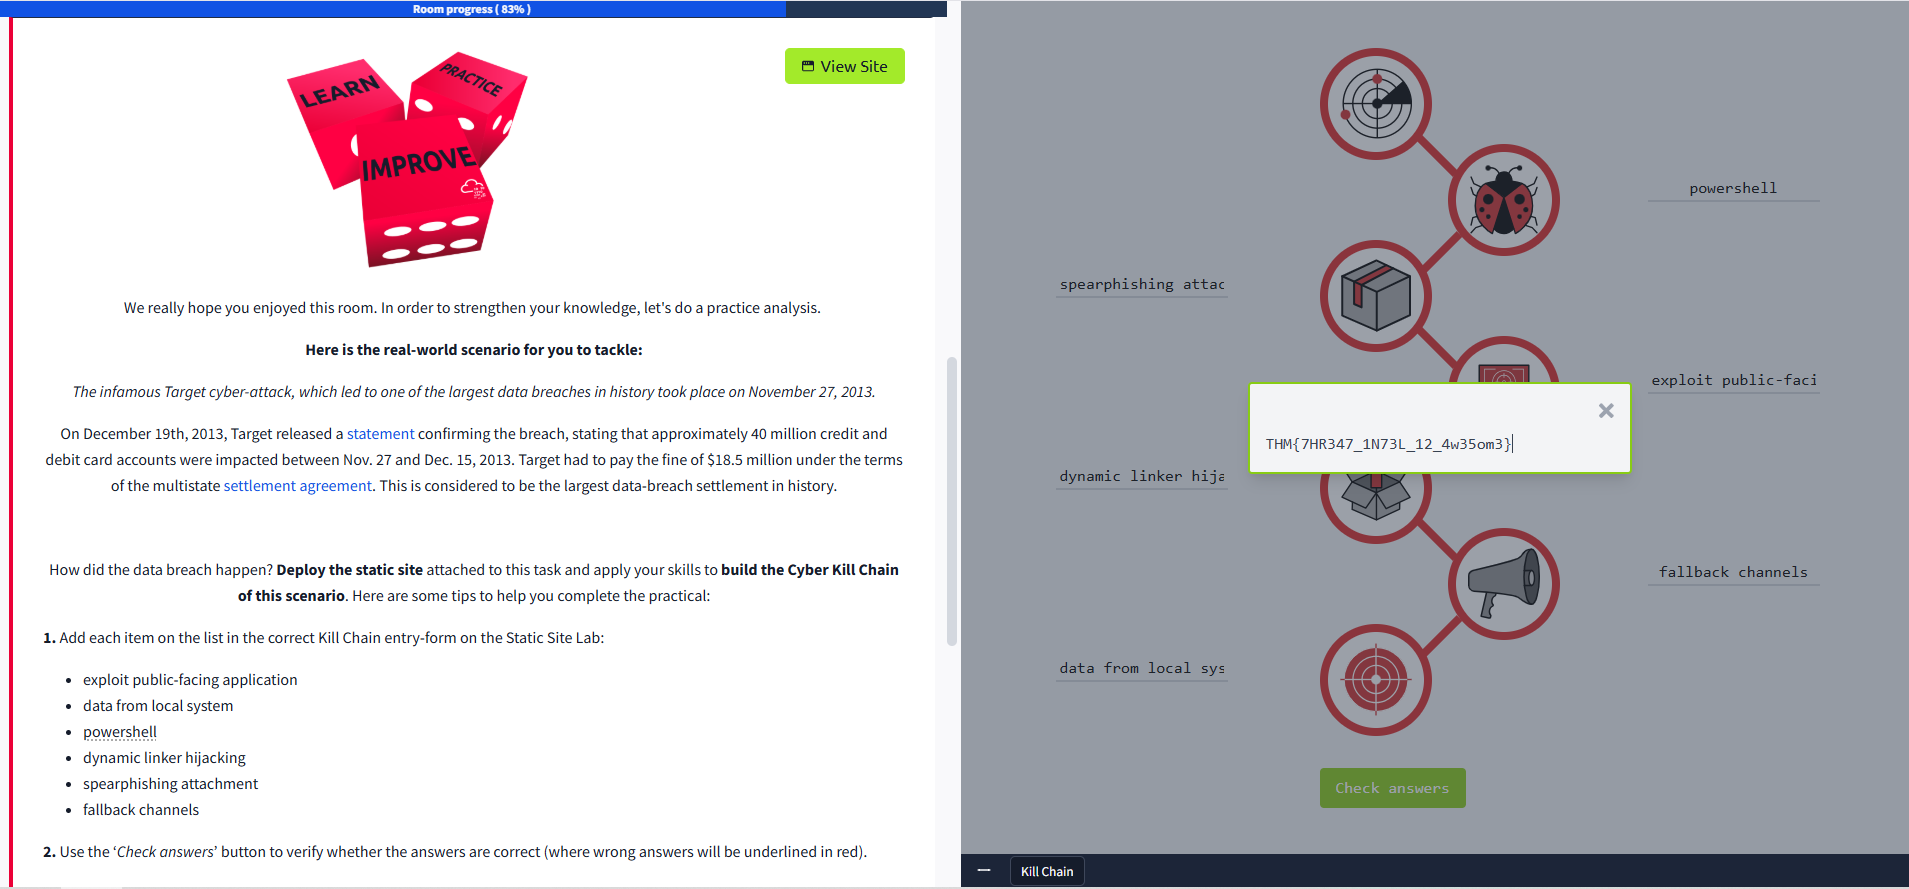 Room progress ( 83% )
View Site
LEARN
PRACTICE
IMPROVE
We really hope you enjoyed this room. In order to strengthen your knowledge, let's do a practice analysis.
Here is the real-world scenario for you to tackle:
The infamous Target cyber-attack, which led to one of the largest data breaches in history took place on November 27, 2013.
On December 19th, 2013, Target released a statement confirming the breach, stating that approximately 40 million credit and
debit card accounts were impacted between Nov. 27 and Dec. 15, 2013. Target had to pay the fine of $18.5 million under the terms
of the multistate settlement agreement. This is considered to be the largest data-breach settlement in history.
How did the data breach happen? Deploy the static site attached to this task and apply your skills to build the Cyber Kill Chain
of this scenario. Here are some tips to help you complete the practical:
1. Add each item on the list in the correct Kill Chain entry-form on the Static Site Lab:
• exploit public-facing application
• data from local system
• powershell
• dynamic linker hijacking
• spearphishing attachment
• fallback channels
2. Use the ‘Check answers’ button to verify whether the answers are correct (where wrong answers will be underlined in red).
powershell
spearphishing attac
exploit public-faci
THM{7HR347_1N73L_12_4w35om3}
dynamic linker hija
fallback channels
data from local sys
Check answers
Kill Chain